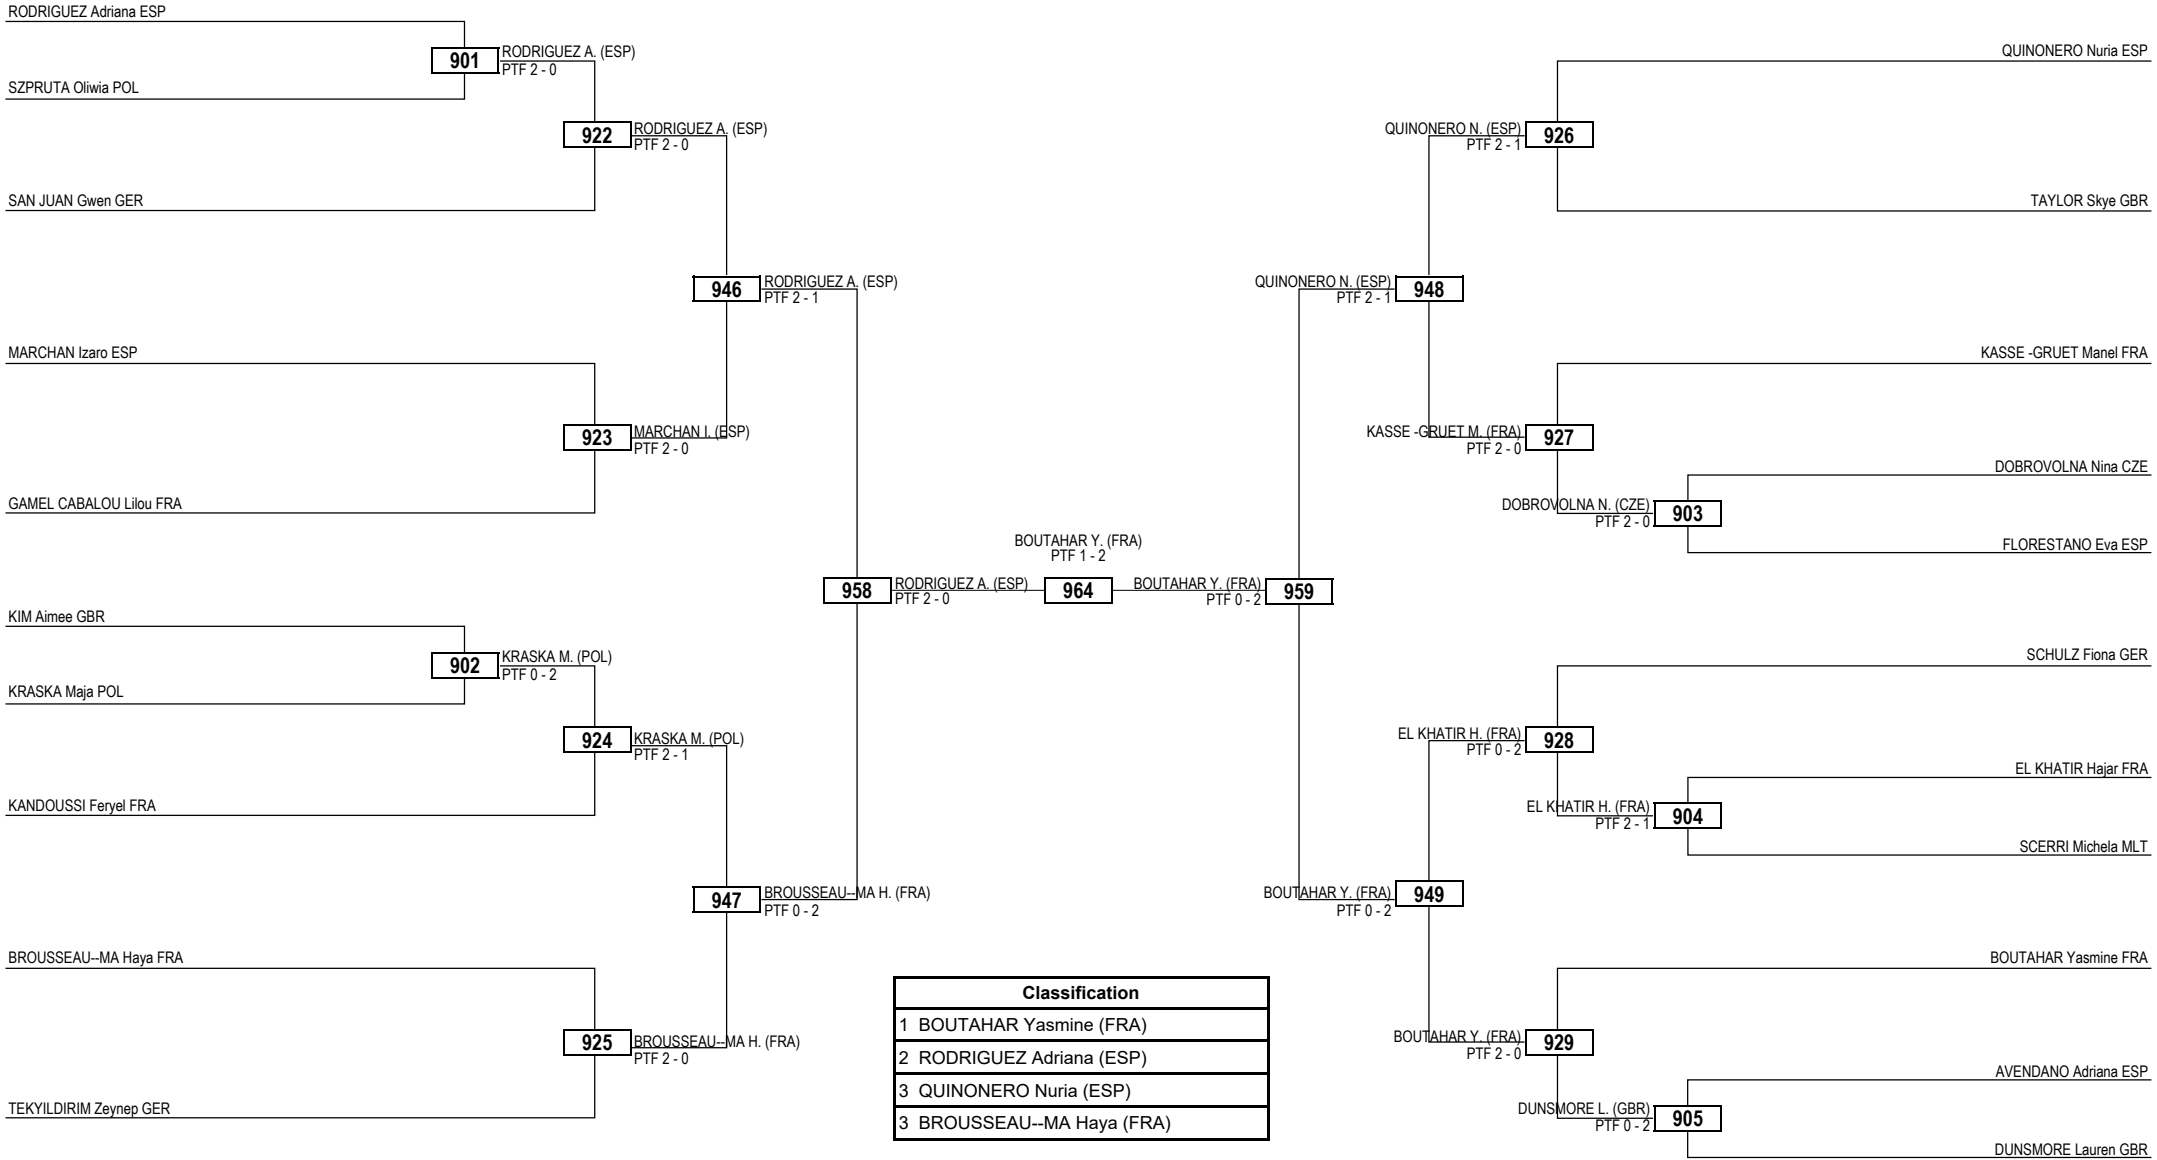 RODRIGUEZ Adriana ESP
901
RODRIGUEZ A. (ESP)
PTF 2 - 0
SZPRUTA Oliwia POL
922
RODRIGUEZ A. (ESP)
PTF 2 - 0
SAN JUAN Gwen GER
946
RODRIGUEZ A. (ESP)
PTF 2 - 1
MARCHAN Izaro ESP
923
MARCHAN I. (ESP)
PTF 2 - 0
GAMEL CABALOU Lilou FRA
958
RODRIGUEZ A. (ESP)
PTF 2 - 0
KIM Aimee GBR
902
KRASKA M. (POL)
PTF 0 - 2
KRASKA Maja POL
924
KRASKA M. (POL)
PTF 2 - 1
KANDOUSSI Feryel FRA
947
BROUSSEAU--MA H. (FRA)
PTF 0 - 2
BROUSSEAU--MA Haya FRA
925
BROUSSEAU--MA H. (FRA)
PTF 2 - 0
TEKYILDIRIM Zeynep GER
BOUTAHAR Y. (FRA)
PTF 1 - 2
964
QUINONERO Nuria ESP
QUINONERO N. (ESP)
PTF 2 - 1
926
TAYLOR Skye GBR
QUINONERO N. (ESP)
PTF 2 - 1
948
KASSE -GRUET Manel FRA
KASSE -GRUET M. (FRA)
PTF 2 - 0
927
DOBROVOLNA Nina CZE
DOBROVOLNA N. (CZE)
PTF 2 - 0
903
FLORESTANO Eva ESP
BOUTAHAR Y. (FRA)
PTF 0 - 2
959
SCHULZ Fiona GER
EL KHATIR H. (FRA)
PTF 0 - 2
928
EL KHATIR Hajar FRA
EL KHATIR H. (FRA)
PTF 2 - 1
904
SCERRI Michela MLT
BOUTAHAR Y. (FRA)
PTF 0 - 2
949
BOUTAHAR Yasmine FRA
BOUTAHAR Y. (FRA)
PTF 2 - 0
929
AVENDANO Adriana ESP
DUNSMORE L. (GBR)
PTF 0 - 2
905
DUNSMORE Lauren GBR
Classification
1 BOUTAHAR Yasmine (FRA)
2 RODRIGUEZ Adriana (ESP)
3 QUINONERO Nuria (ESP)
3 BROUSSEAU--MA Haya (FRA)